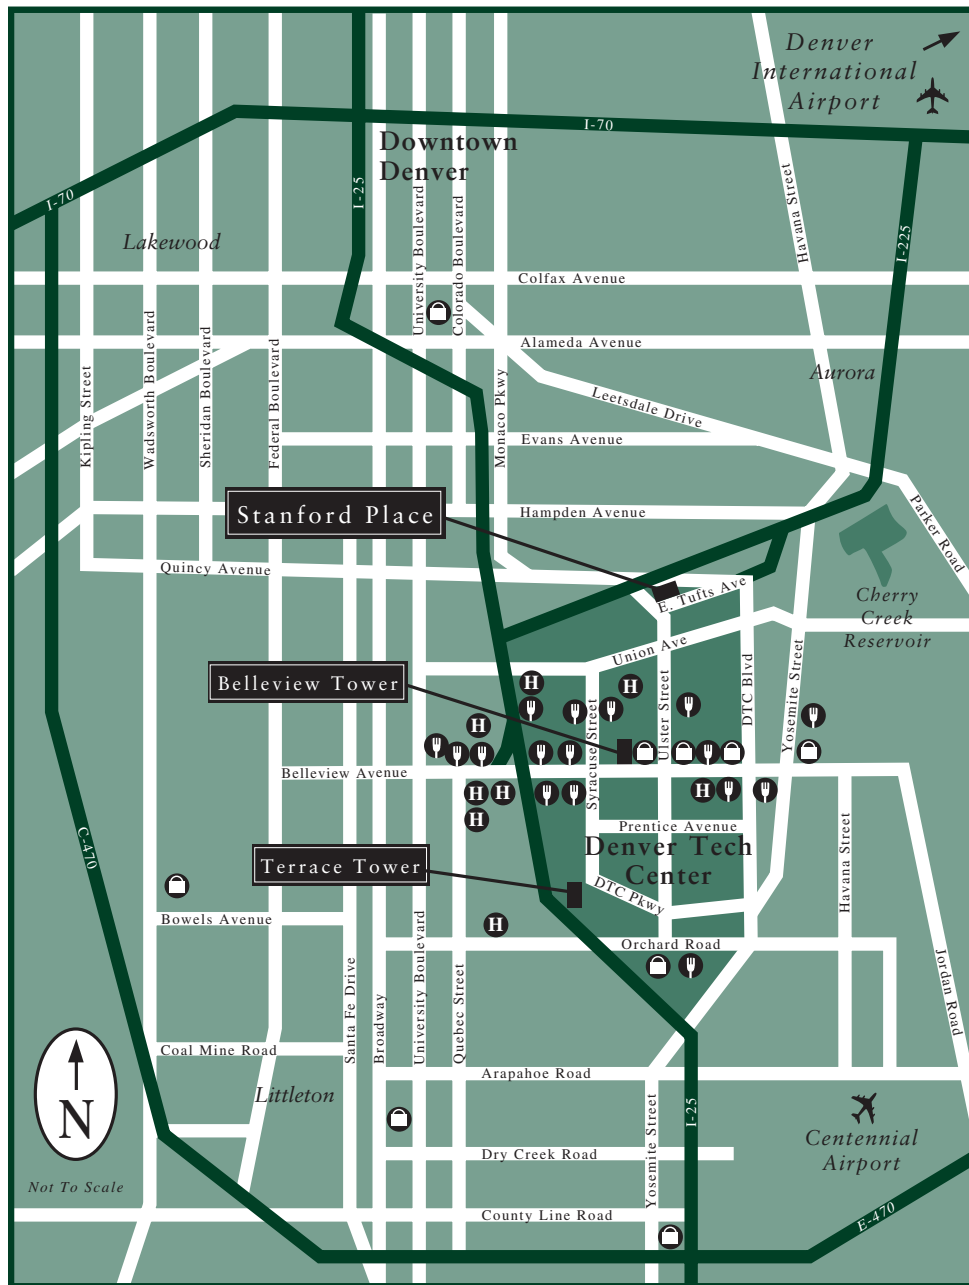 Denver
International
Airport
I-70
Downtown
Denver
I-70
I-25
Havana Street
I-225
Lakewood
University Boulevard
Colorado Boulevard
Colfax Avenue
Alameda Avenue
Kipling Street
Wadsworth Boulevard
Sheridan Boulevard
Federal Boulevard
Monaco Pkwy
Leetsdale Drive
Aurora
Evans Avenue
Stanford Place
Hampden Avenue
Parker Road
Quincy Avenue
E. Tufts Ave
Cherry
Creek
Reservoir
Union Ave
Belleview Tower
H
H
H
Syracuse Street
Ulster Street
DTC Blvd
Yosemite Street
Belleview Avenue
H
H
H
H
Prentice Avenue
C-470
Denver Tech
Center
Havana Street
Terrace Tower
DTC Pkwy
Bowels Avenue
H
Orchard Road
Santa Fe Drive
Broadway
University Boulevard
Quebec Street
Jordan Road
Coal Mine Road
Arapahoe Road
Littleton
N
Yosemite Street
I-25
Centennial
Airport
Dry Creek Road
Not To Scale
County Line Road
E-470